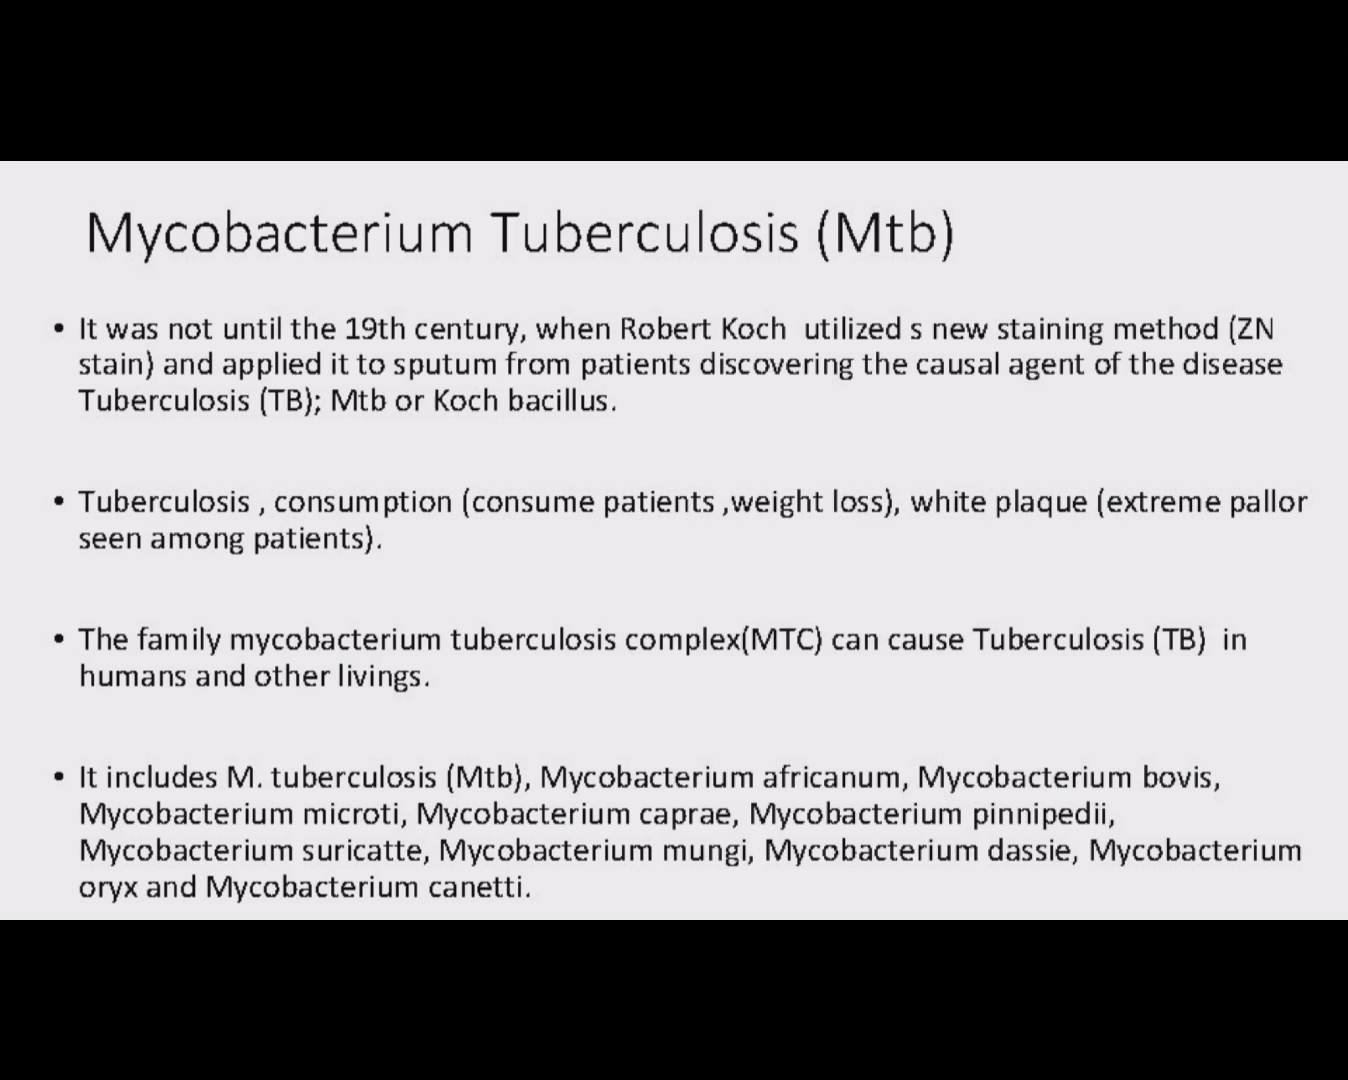 Mycobacterium Tuberculosis (Mtb)
• It was not until the 19th century, when Robert Koch utilized s new staining method (ZN
stain) and applied it to sputum from patients discovering the causal agent of the disease
Tuberculosis (TB); Mtb or Koch bacillus.
• Tuberculosis , consumption (consume patients ,weight loss), white plaque (extreme pallor
seen among patients).
• The family mycobacterium tuberculosis complex(MTC) can cause Tuberculosis (TB) in
humans and other livings.
• It includes M. tuberculosis (Mtb), Mycobacterium africanum, Mycobacterium bovis,
Mycobacterium microti, Mycobacterium caprae, Mycobacterium pinnipedii,
Mycobacterium suricatte, Mycobacterium mungi, Mycobacterium dassie, Mycobacterium
oryx and Mycobacterium canetti.